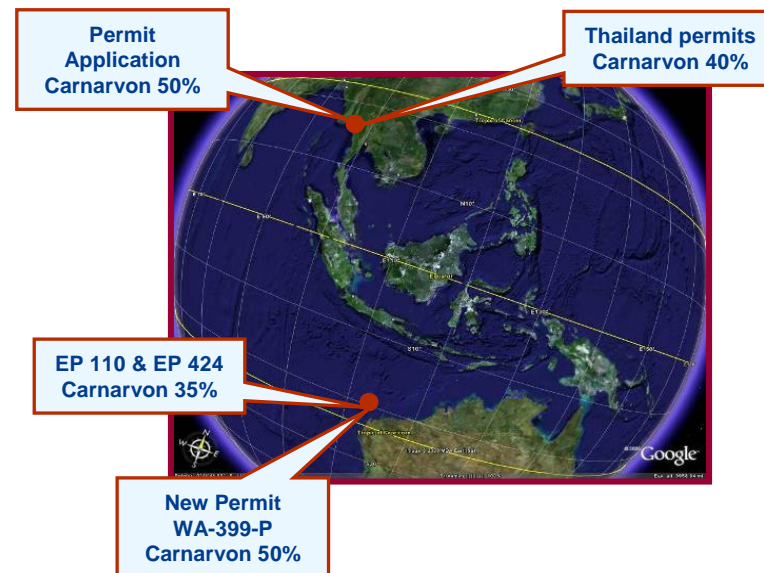 Permit
Application
Carnarvon 50%
Thailand permits
Carnarvon 40%
Equator
EP 110 & EP 424
Carnarvon 35%
New Permit
WA-399-P
Carnarvon 50%
W
N
S
E
Google